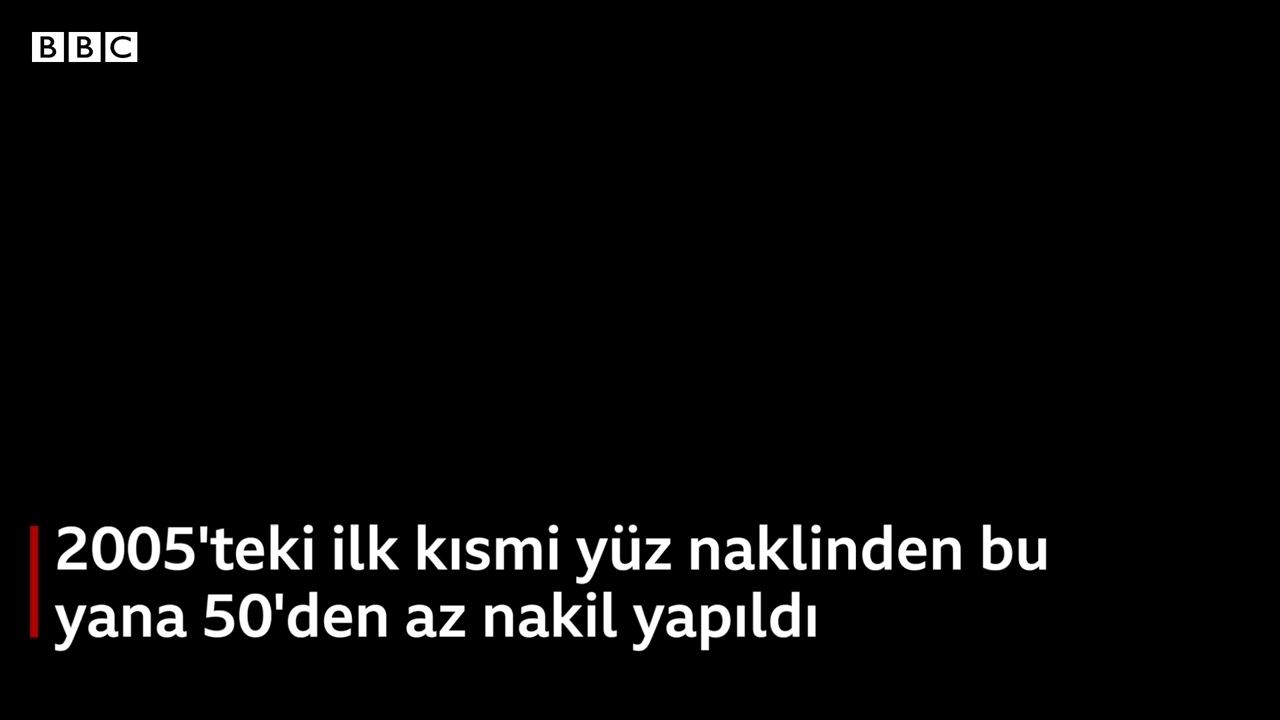 BBC
2005'teki ilk kısmi yüz naklinden bu
yana 50'den az nakil yapıldı